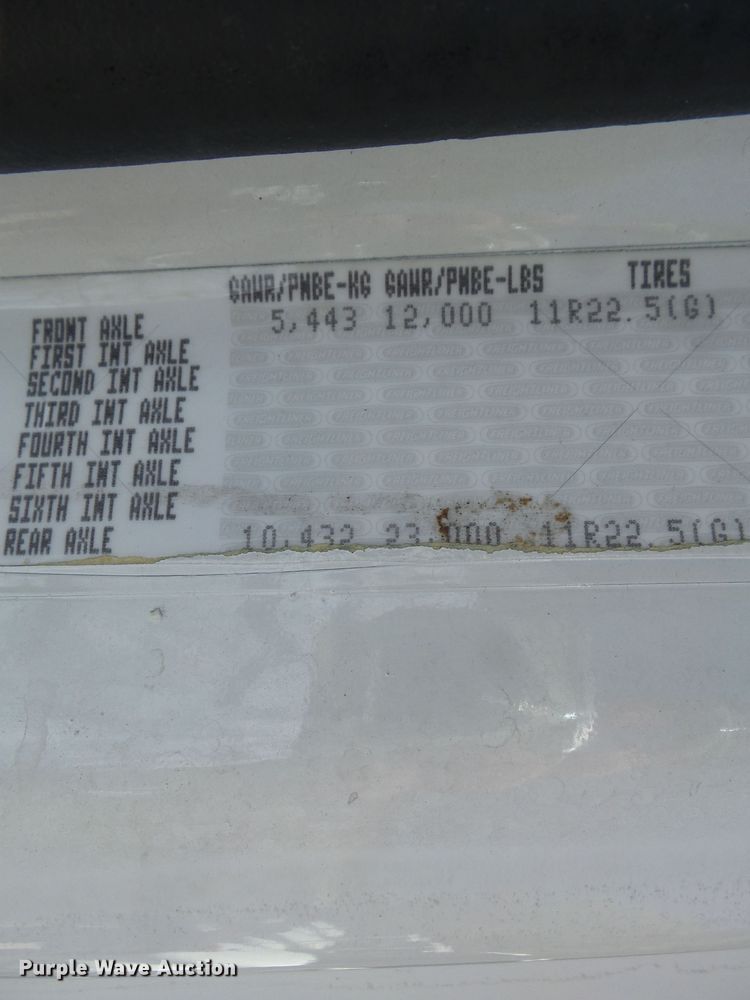 GAWR/PNBE-KG GAWR/PNBE-LBS TIRES
FRONT AXLE 5,443 12,000 11R22.5(G)
FIRST INT AXLE
SECOND INT AXLE
THIRD INT AXLE
FOURTH INT AXLE
FIFTH INT AXLE
SIXTH INT AXLE
REAR AXLE 10,432 23,000 11R22.5(G)
FREIGHTLINER
Purple Wave Auction